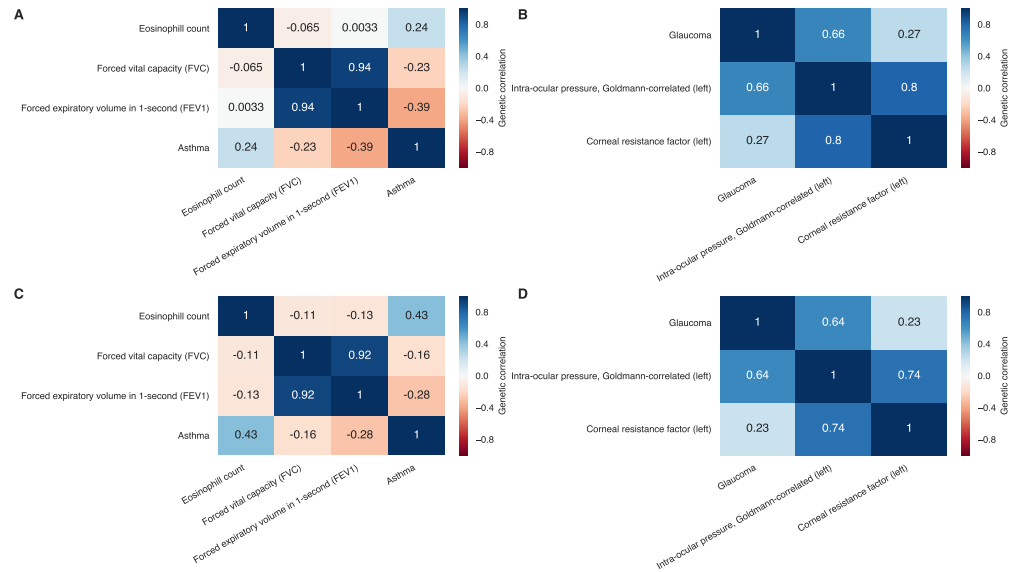 A
Eosinophill count
1
-0.065
0.0033
0.24
Forced vital capacity (FVC)
-0.065
1
0.94
-0.23
Forced expiratory volume in 1-second (FEV1)
0.0033
0.94
1
-0.39
Asthma
0.24
-0.23
-0.39
1
Eosinophill count
Forced vital capacity (FVC)
Forced expiratory volume in 1-second (FEV1)
Asthma
0.8
0.4
0.0
−0.4
−0.8
Genetic correlation
B
Glaucoma
1
0.66
0.27
Intra-ocular pressure, Goldmann-correlated (left)
0.66
1
0.8
Corneal resistance factor (left)
0.27
0.8
1
Glaucoma
Intra-ocular pressure, Goldmann-correlated (left)
Corneal resistance factor (left)
0.8
0.4
0.0
−0.4
−0.8
Genetic correlation
C
Eosinophill count
1
-0.11
-0.13
0.43
Forced vital capacity (FVC)
-0.11
1
0.92
-0.16
Forced expiratory volume in 1-second (FEV1)
-0.13
0.92
1
-0.28
Asthma
0.43
-0.16
-0.28
1
Eosinophill count
Forced vital capacity (FVC)
Forced expiratory volume in 1-second (FEV1)
Asthma
0.8
0.4
0.0
−0.4
−0.8
Genetic correlation
D
Glaucoma
1
0.64
0.23
Intra-ocular pressure, Goldmann-correlated (left)
0.64
1
0.74
Corneal resistance factor (left)
0.23
0.74
1
Glaucoma
Intra-ocular pressure, Goldmann-correlated (left)
Corneal resistance factor (left)
0.8
0.4
0.0
−0.4
−0.8
Genetic correlation